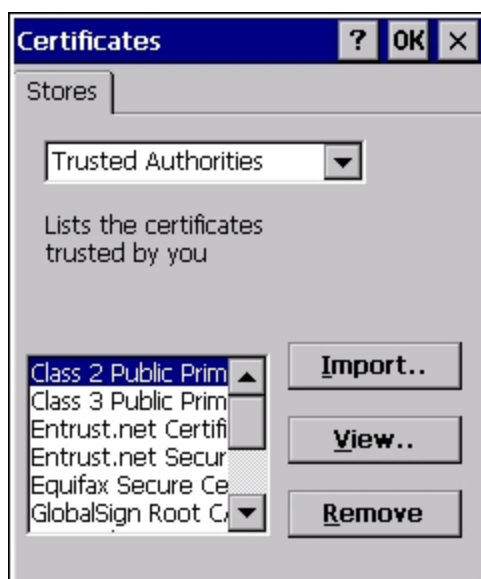 Certificates ? OK ×
Stores
Trusted Authorities
Lists the certificates
trusted by you
Class 2 Public Prim
Class 3 Public Prim
Entrust.net Certifi
Entrust.net Secur
Equifax Secure Ce
GlobalSign Root C
Import..
View..
Remove